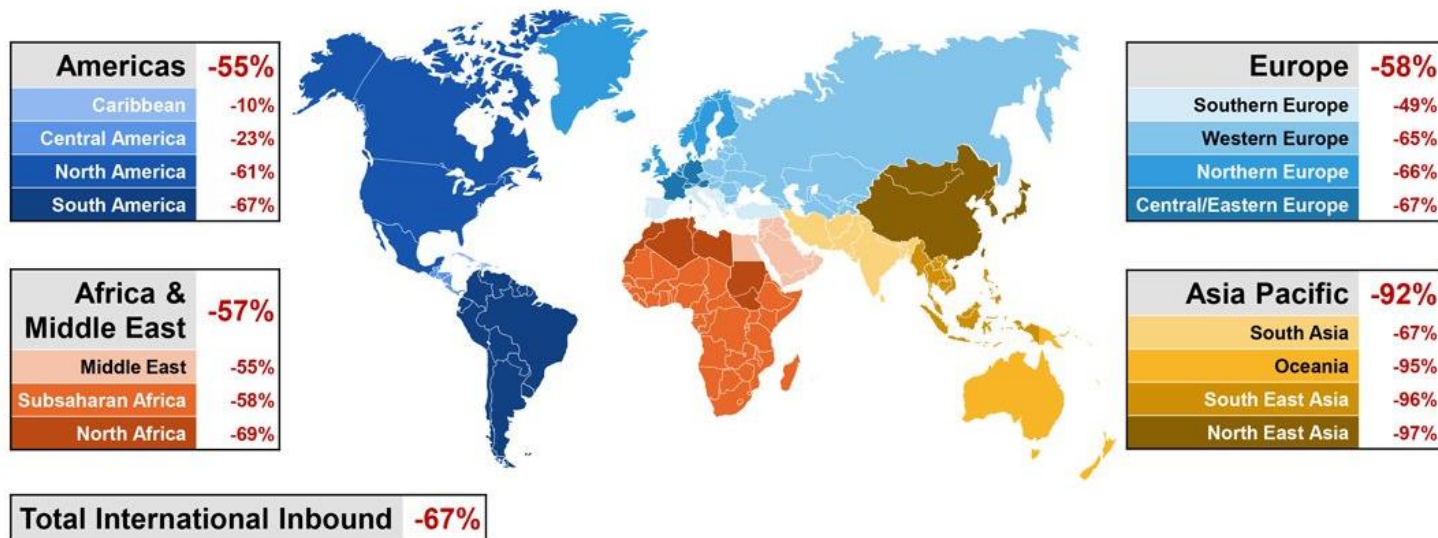 Americas -55%
Caribbean -10%
Central America -23%
North America -61%
South America -67%
Africa &
Middle East -57%
Middle East -55%
Subsaharan Africa -58%
North Africa -69%
Total International Inbound -67%
Europe -58%
Southern Europe -49%
Western Europe -65%
Northern Europe -66%
Central/Eastern Europe -67%
Asia Pacific -92%
South Asia -67%
Oceania -95%
South East Asia -96%
North East Asia -97%